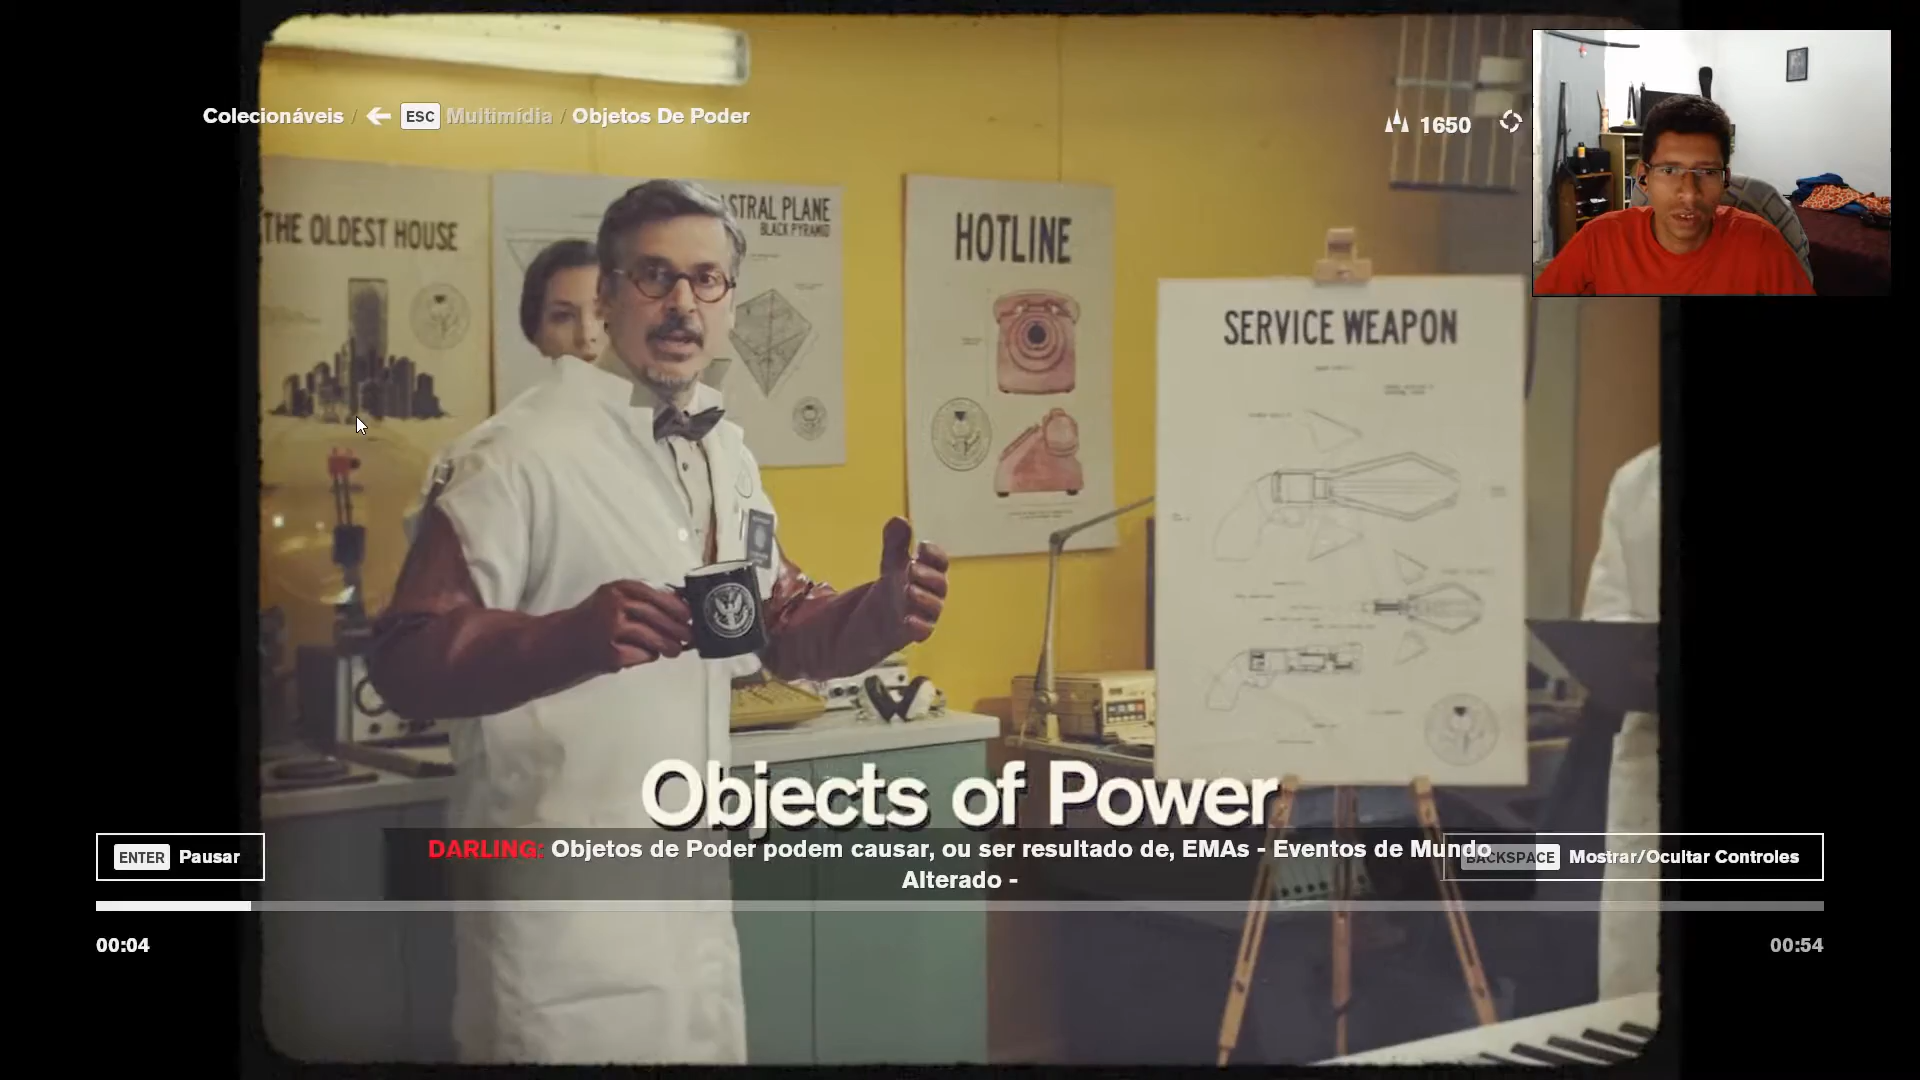 Colecionáveis / ESC Multimídia / Objetos De Poder
1650
THE OLDEST HOUSE
ASTRAL PLANE
BLACK PYRAMID
HOTLINE
SERVICE WEAPON
Objects of Power
ENTER Pausar
DARLING: Objetos de Poder podem causar, ou ser resultado de, EMAs - Eventos de Mundo
Alterado -
BACKSPACE Mostrar/Ocultar Controles
00:04
00:54